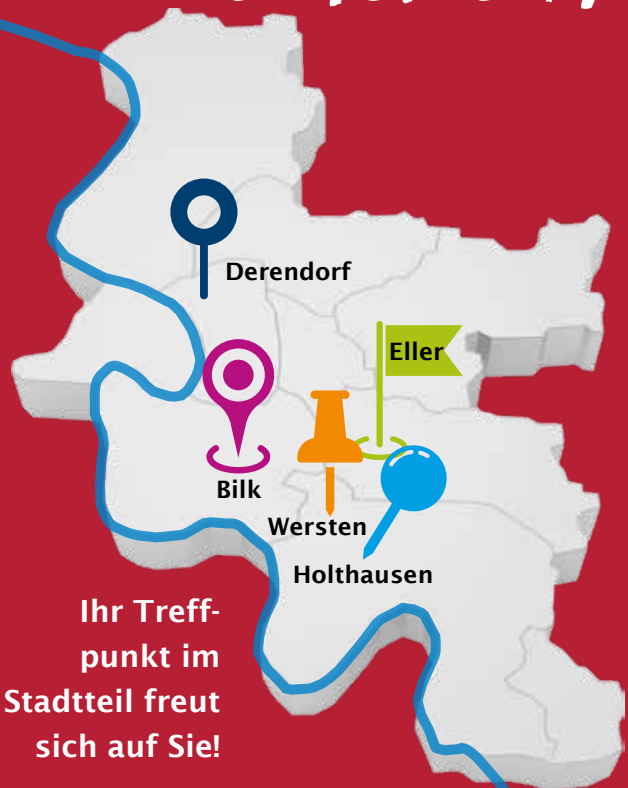 Derendorf
Eller
Bilk
Wersten
Holthausen
Ihr Treff-
punkt im
Stadtteil freut
sich auf Sie!